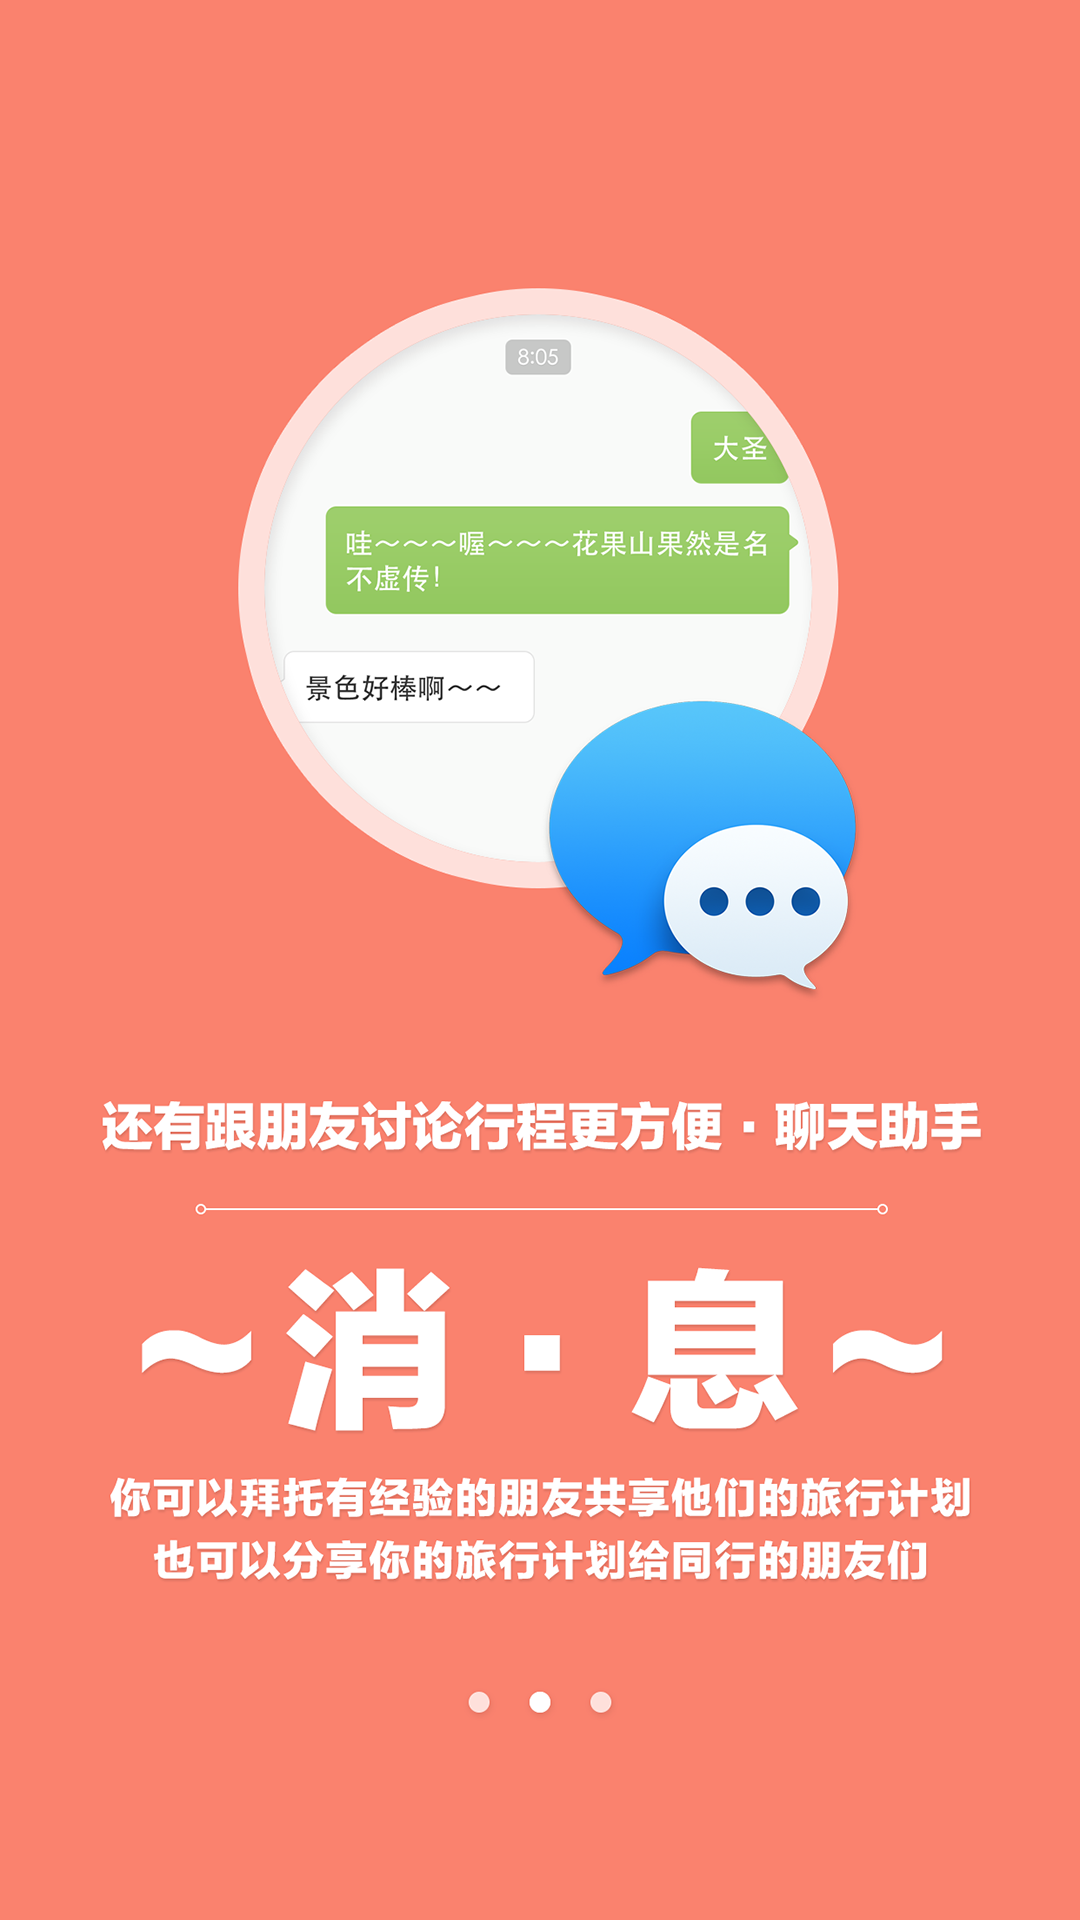 8:05
大圣
哇～～～喔～～～花果山果然是名
不虚传！
景色好棒啊～～
还有跟朋友讨论行程更方便·聊天助手
~消·息~
你可以拜托有经验的朋友共享他们的旅行计划
也可以分享你的旅行计划给同行的朋友们